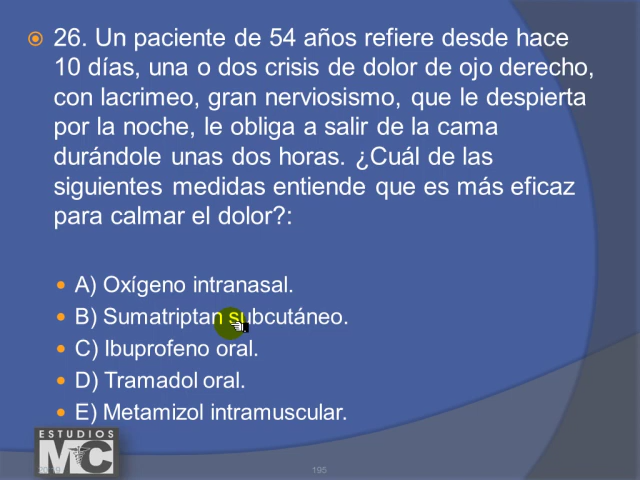 26. Un paciente de 54 años refiere desde hace
10 días, una o dos crisis de dolor de ojo derecho,
con lacrimeo, gran nerviosismo, que le despierta
por la noche, le obliga a salir de la cama
durándole unas dos horas. ¿Cuál de las
siguientes medidas entiende que es más eficaz
para calmar el dolor?:
A) Oxígeno intranasal.
B) Sumatriptan subcutáneo.
C) Ibuprofeno oral.
D) Tramadol oral.
E) Metamizol intramuscular.
ESTUDIOS
MC
195